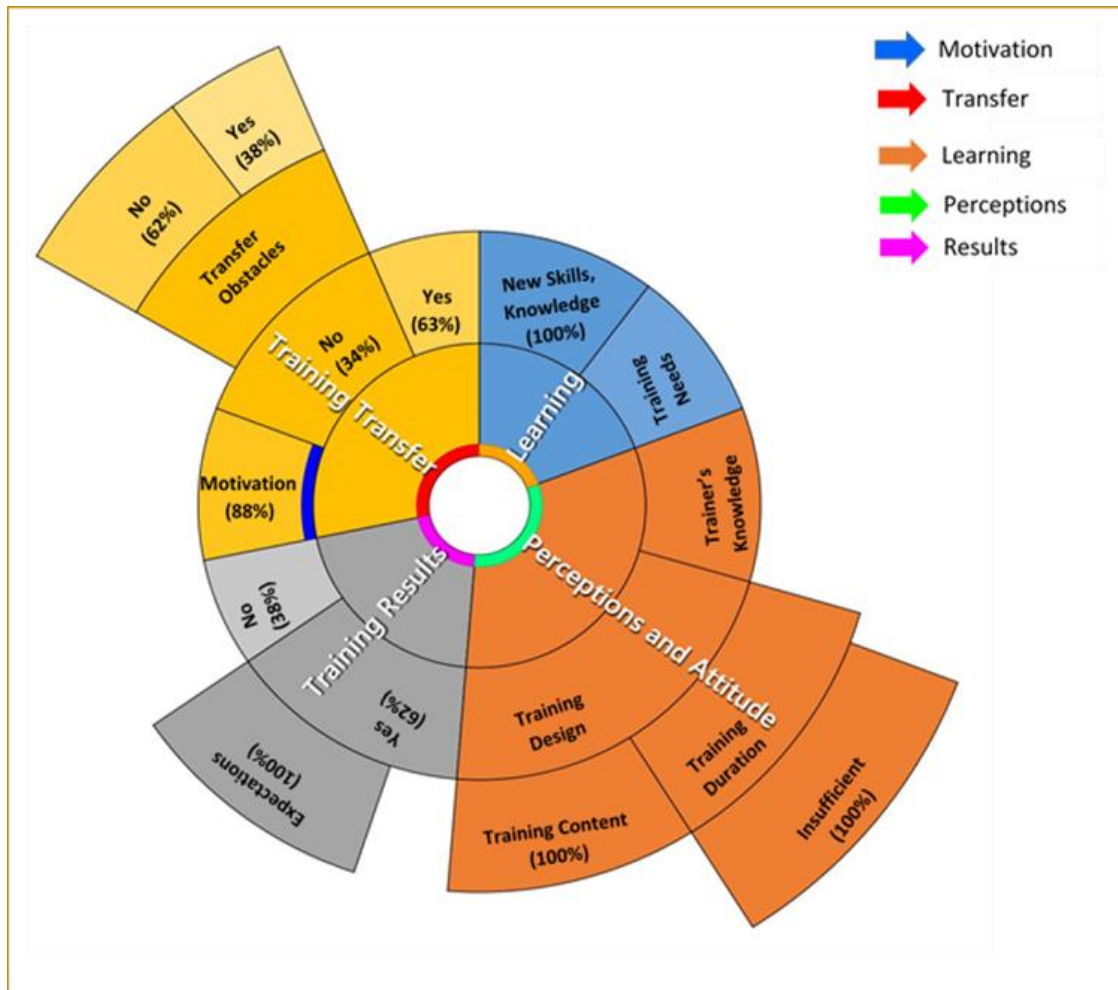 Motivation
Transfer
Learning
Perceptions
Results
Yes
(38%)
No
(62%)
Transfer
Obstacles
Yes
(63%)
No
(34%)
Training Transfer
Motivation
(88%)
New Skills,
Knowledge
(100%)
Training
Needs
Learning
Trainer's
Knowledge
Perceptions and Attitude
Training
Duration
Insufficient
(100%)
Training
Design
Training Content
(100%)
Training Results
No
(38%)
Yes
(62%)
Expectations
(100%)